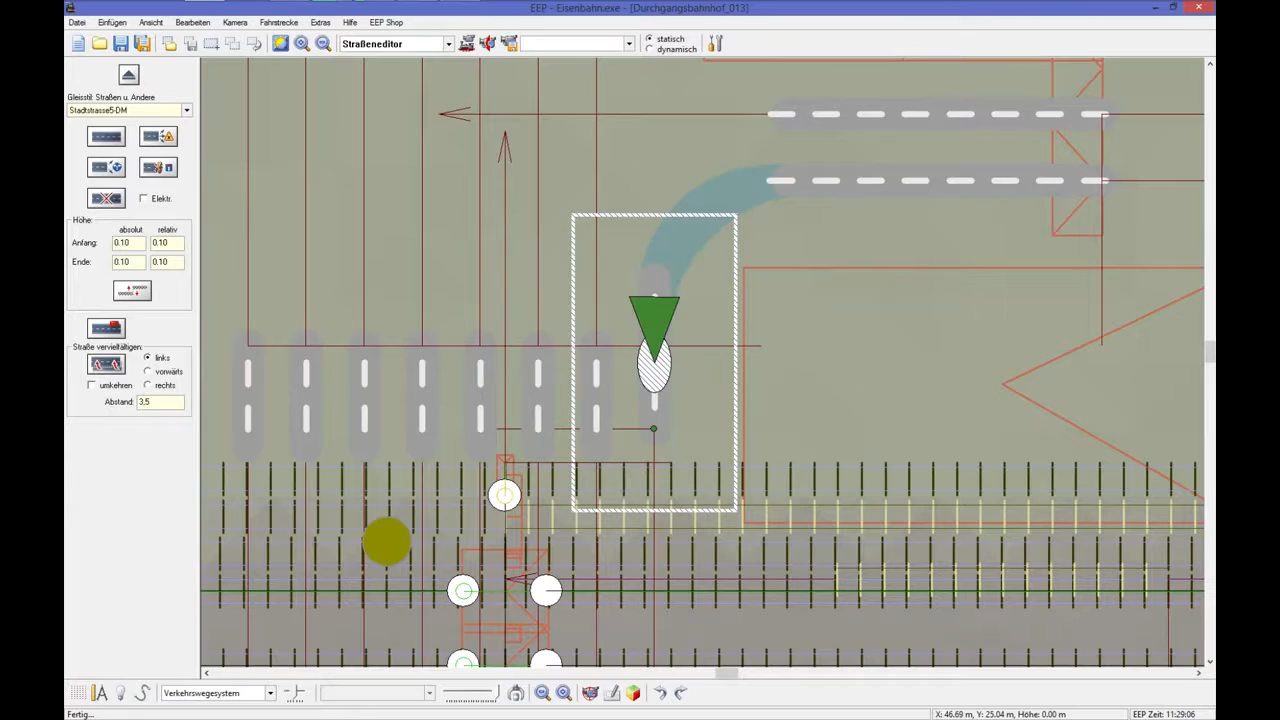 EEP - Eisenbahn.exe - [Durchgangsbahnhof_013]
Datei Einfügen Ansicht Bearbeiten Kamera Fahrstrecke Extras Hilfe EEP Shop
Straßeneditor
statisch
dynamisch
Gleisstil: Straßen u. Andere
Stadtstrasse5-DM
Elektr.
Höhe:
absolut relativ
Anfang: 0.10 0.10
Ende: 0.10 0.10
Straße vervielfältigen:
links
vorwärts
umkehren rechts
Abstand: 3,5
Verkehrswegesystem
Fertig... X: 46.69 m, Y: 25.04 m, Höhe: 0.00 m EEP Zeit: 11:29:06